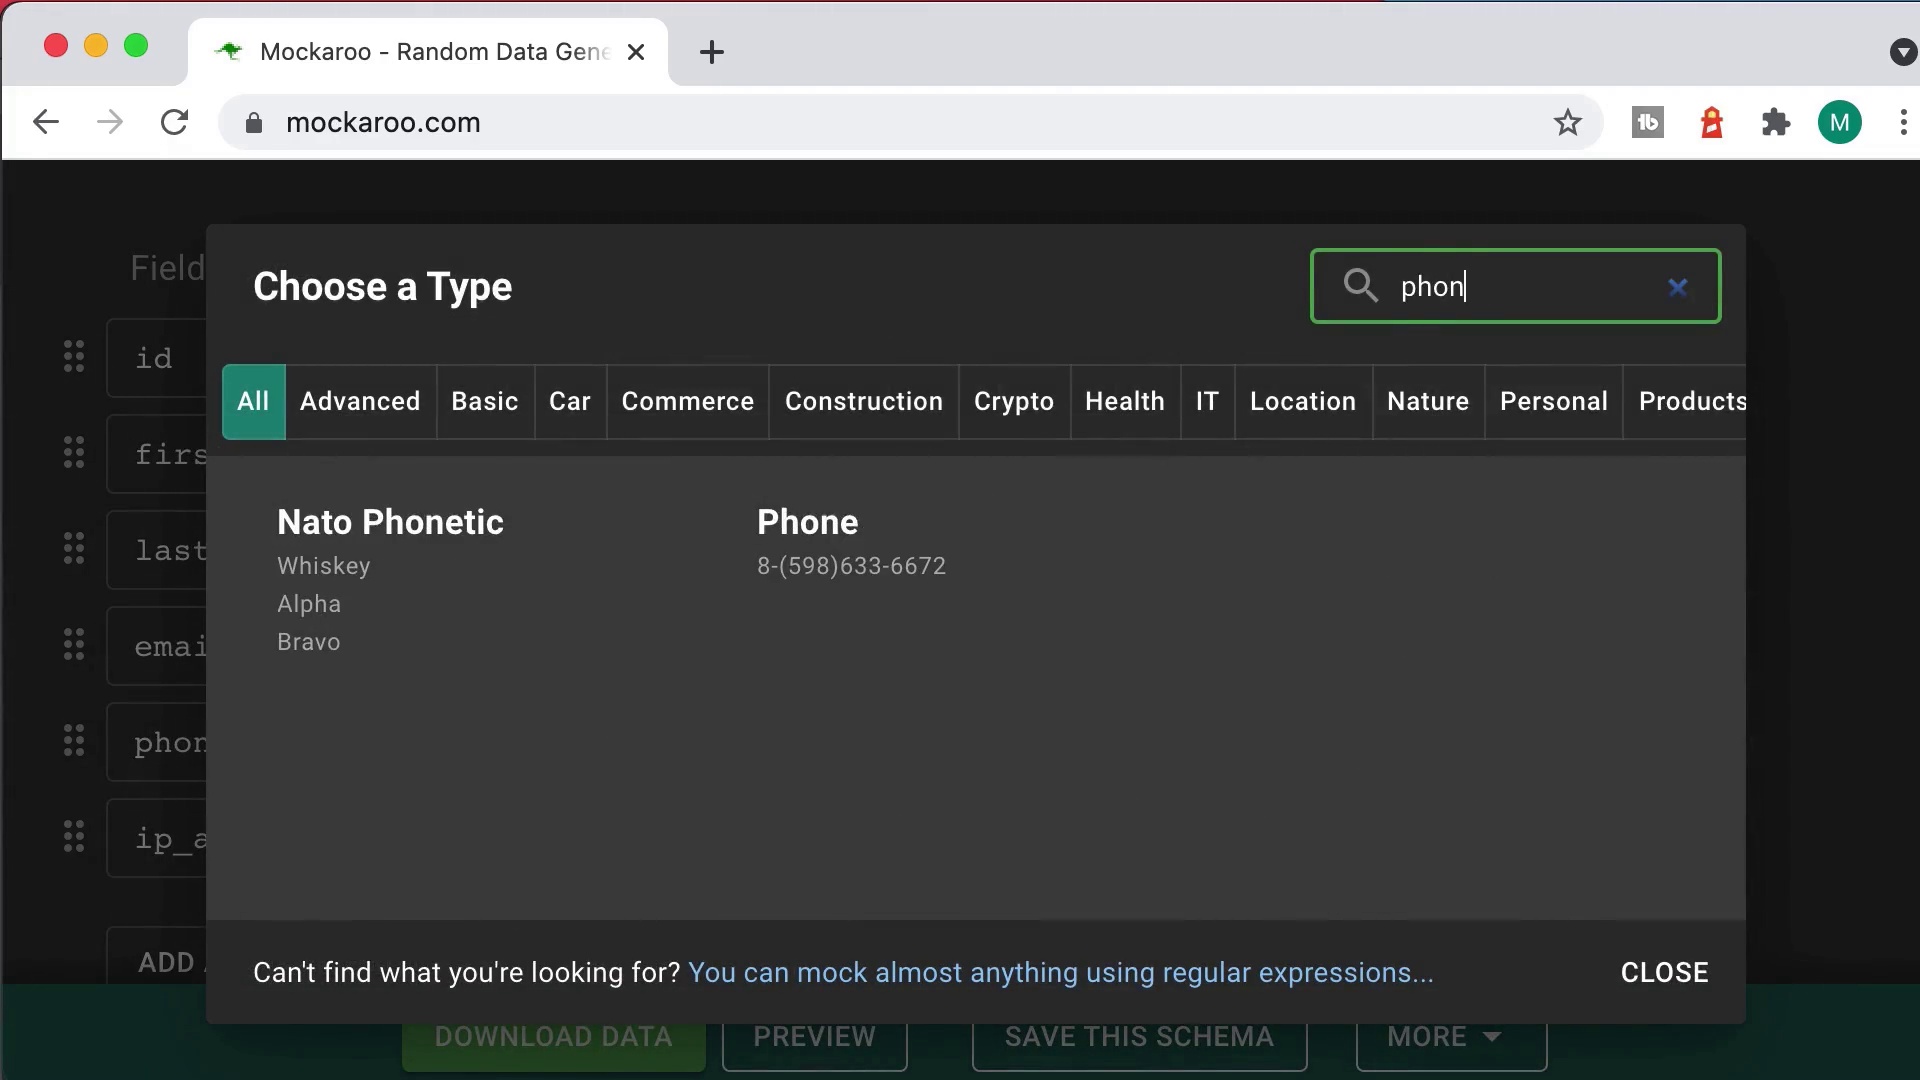 Mockaroo - Random Data Gene
mockaroo.com
M
Field
Choose a Type
phon
All
Advanced
Basic
Car
Commerce
Construction
Crypto
Health
IT
Location
Nature
Personal
Products
id
firs
last
emai
phon
ip_a
Nato Phonetic
Whiskey
Alpha
Bravo
Phone
8-(598)633-6672
ADD
Can't find what you're looking for? You can mock almost anything using regular expressions...
CLOSE
DOWNLOAD DATA
PREVIEW
SAVE THIS SCHEMA
MORE